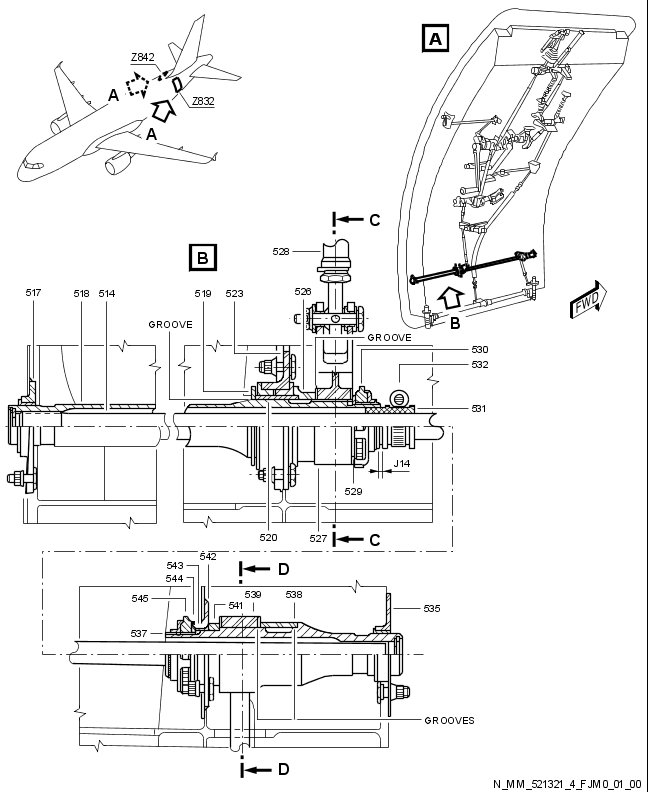 Z842
A
Z832
A
A
B
FWD
B
C
528
517
518
514
519
523
526
GROOVE
GROOVE
530
532
531
J14
529
520
527
C
D
542
543
544
539
538
545
541
535
537
GROOVES
D
N_MM_521321_4_FJM0_01_00